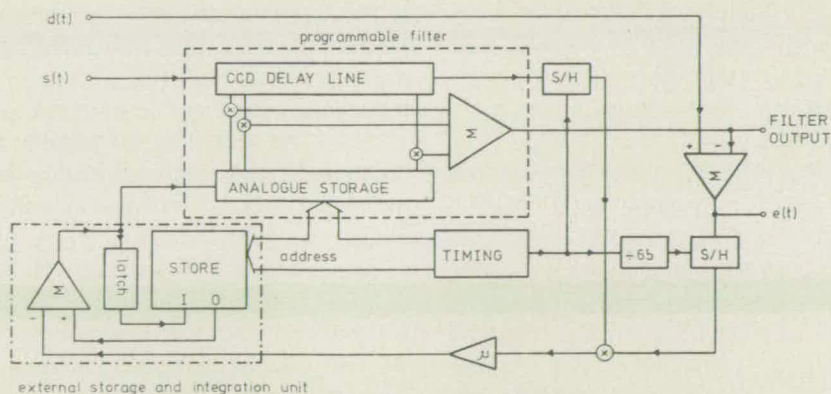 d(t)
programmable filter
s(t)
CCD DELAY LINE
S/H
× × ×
Σ
FILTER
OUTPUT
+ -
Σ
ANALOGUE STORAGE
e(t)
Σ
latch
STORE
I O
address
TIMING
÷65
S/H
- +
μ
×
external storage and integration unit